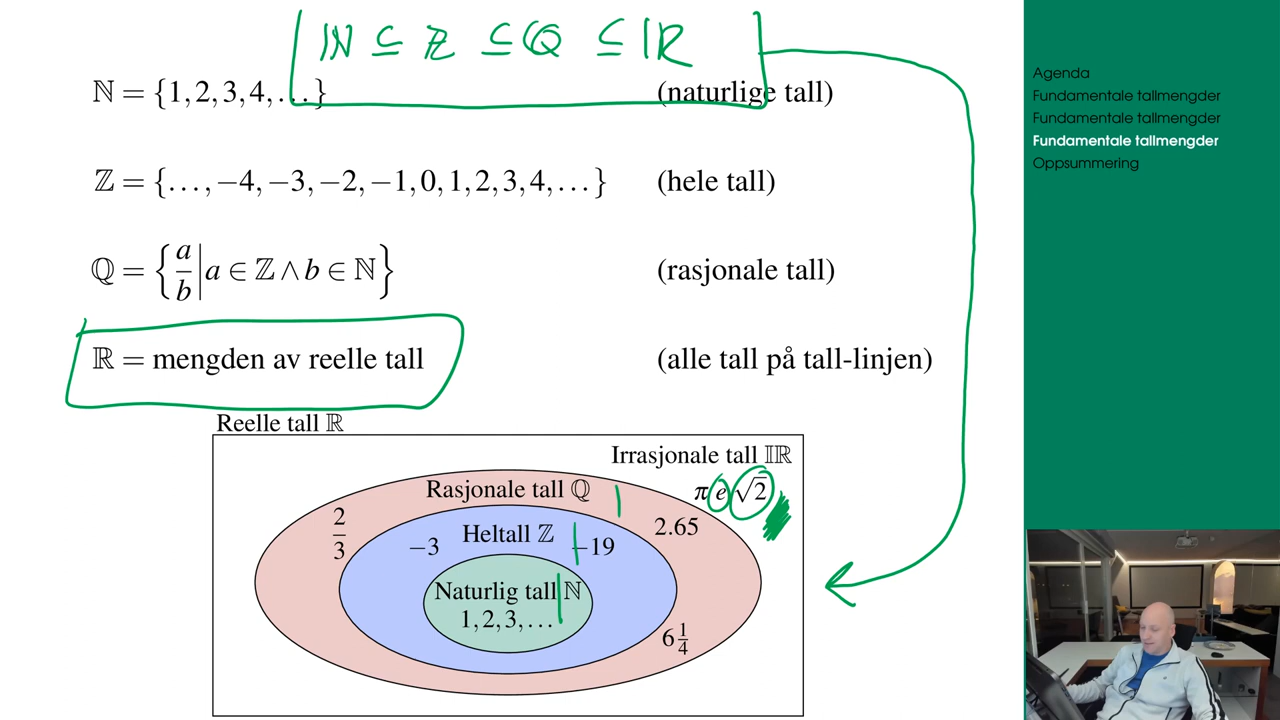 ℕ ⊆ ℤ ⊆ ℚ ⊆ ℝ
ℕ = {1, 2, 3, 4, …} (naturlige tall)
ℤ = {…, −4, −3, −2, −1, 0, 1, 2, 3, 4, …} (hele tall)
ℚ = {a/b | a ∈ ℤ ∧ b ∈ ℕ} (rasjonale tall)
ℝ = mengden av reelle tall (alle tall på tall-linjen)
Reelle tall ℝ
Irrasjonale tall 𝕀ℝ
π e √2
Rasjonale tall ℚ
2/3
2.65
Heltall ℤ
−3
−19
Naturlig tall ℕ
1, 2, 3, …
6 1/4
Agenda
Fundamentale tallmengder
Fundamentale tallmengder
Fundamentale tallmengder
Oppsummering